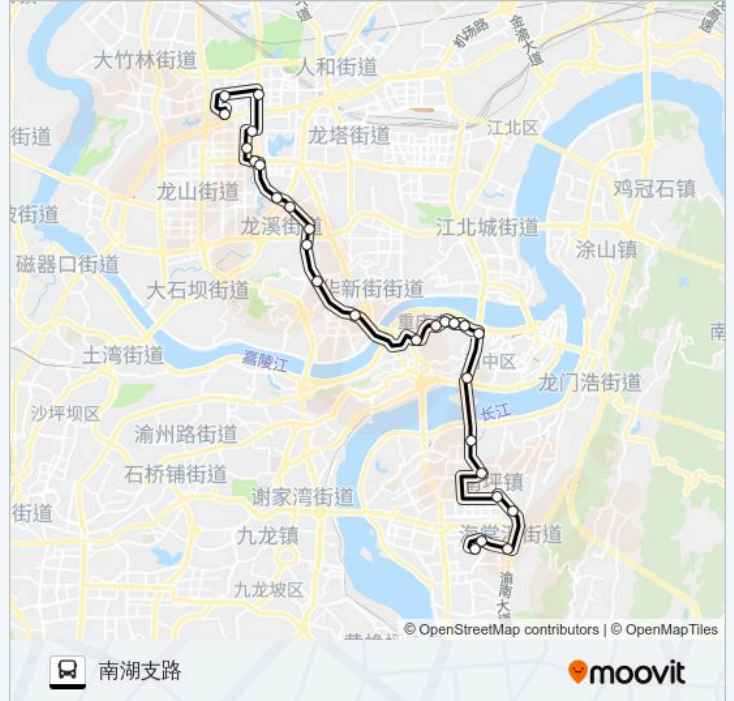 金渝大道
机场路
大竹林街道
人和街道
江北区
街道
龙塔街道
龙山街道
鸡冠石镇
街道
龙溪街道
江北城街道
涂山镇
磁器口街道
大石坝街道
华新街街道
重庆
南
土湾街道
嘉陵江
中区
龙门浩街道
沙坪坝区
长江
渝州路街道
石桥铺街道
坪镇
谢家湾街道
街道
九龙镇
海棠溪街道
九龙坡区
渝南大道
© OpenStreetMap contributors | © OpenMapTiles
南湖支路
moovit